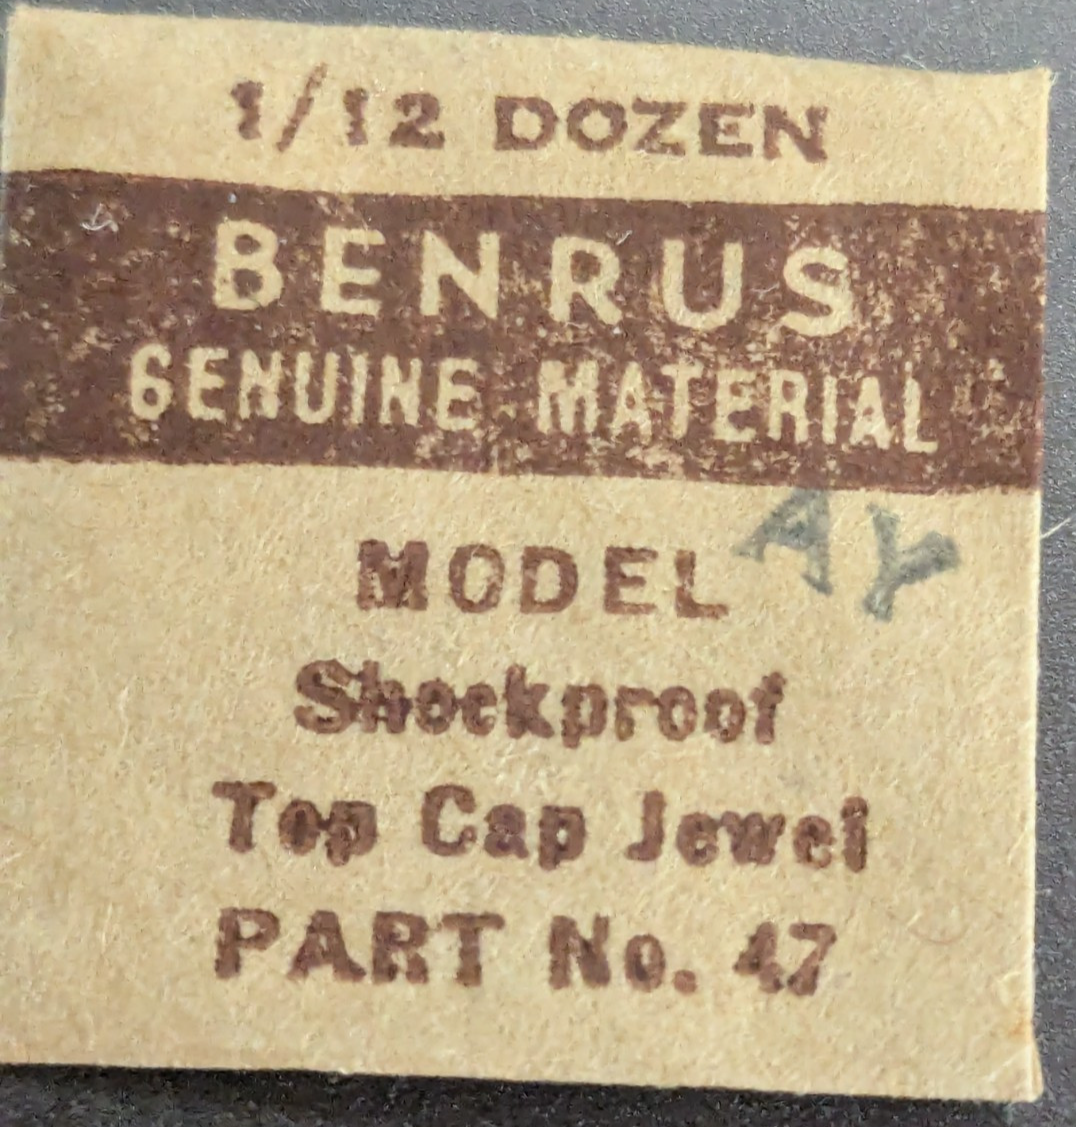 1/12 DOZEN
BENRUS
GENUINE MATERIAL
MODEL AY
Shockproof
Top Cap Jewel
PART No. 47